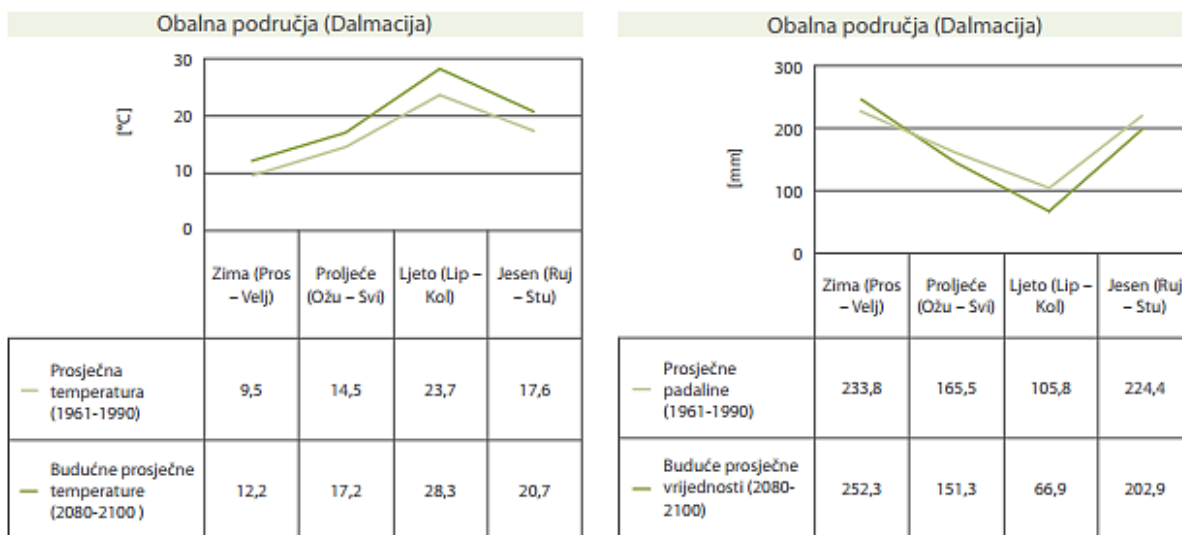 Obalna područja (Dalmacija)
[°C]
30
20
10
0
Zima (Pros
– Velj)
Proljeće
(Ožu – Svi)
Ljeto (Lip –
Kol)
Jesen (Ruj
– Stu)
Prosječna
temperatura
(1961-1990)
9,5
14,5
23,7
17,6
Budućne prosječne
temperature
(2080-2100 )
12,2
17,2
28,3
20,7
Obalna područja (Dalmacija)
[mm]
300
200
100
0
Zima (Pros
– Velj)
Proljeće
(Ožu – Svi)
Ljeto (Lip –
Kol)
Jesen (Ruj
– Stu)
Prosječne
padaline
(1961-1990)
233,8
165,5
105,8
224,4
Buduće prosječne
vrijednosti (2080-
2100)
252,3
151,3
66,9
202,9